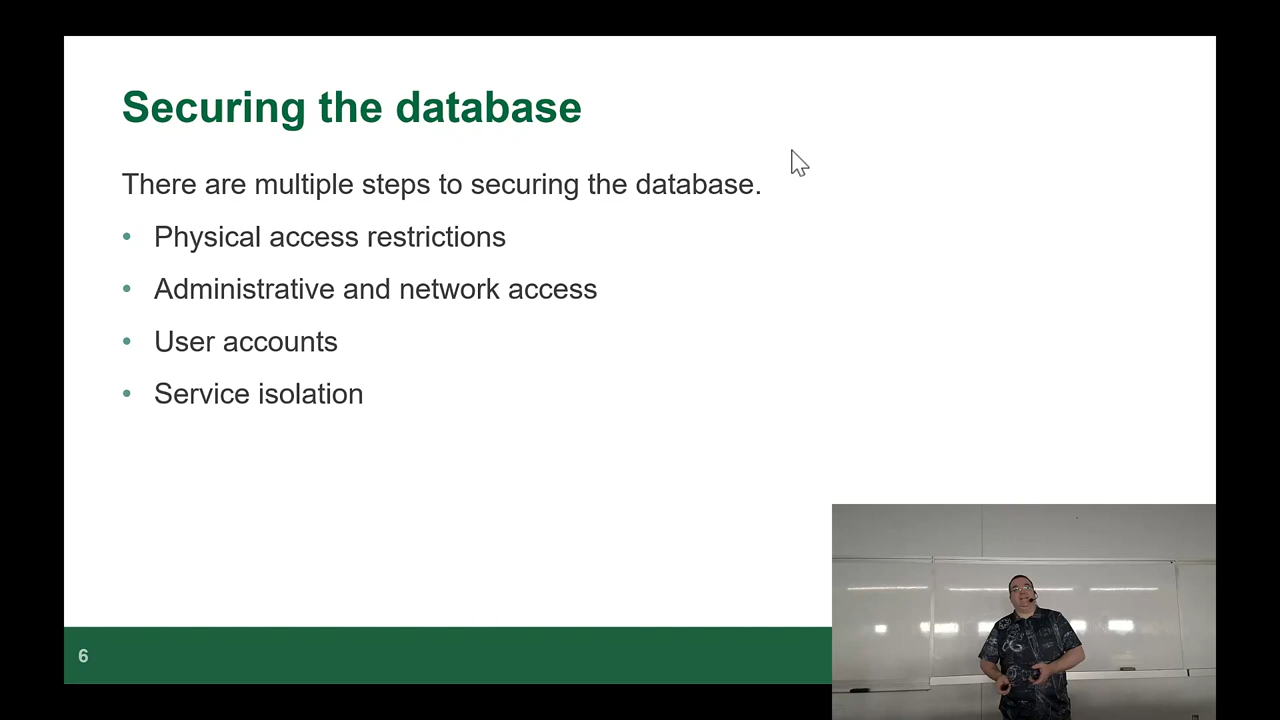 Securing the database
There are multiple steps to securing the database.
• Physical access restrictions
• Administrative and network access
• User accounts
• Service isolation
6